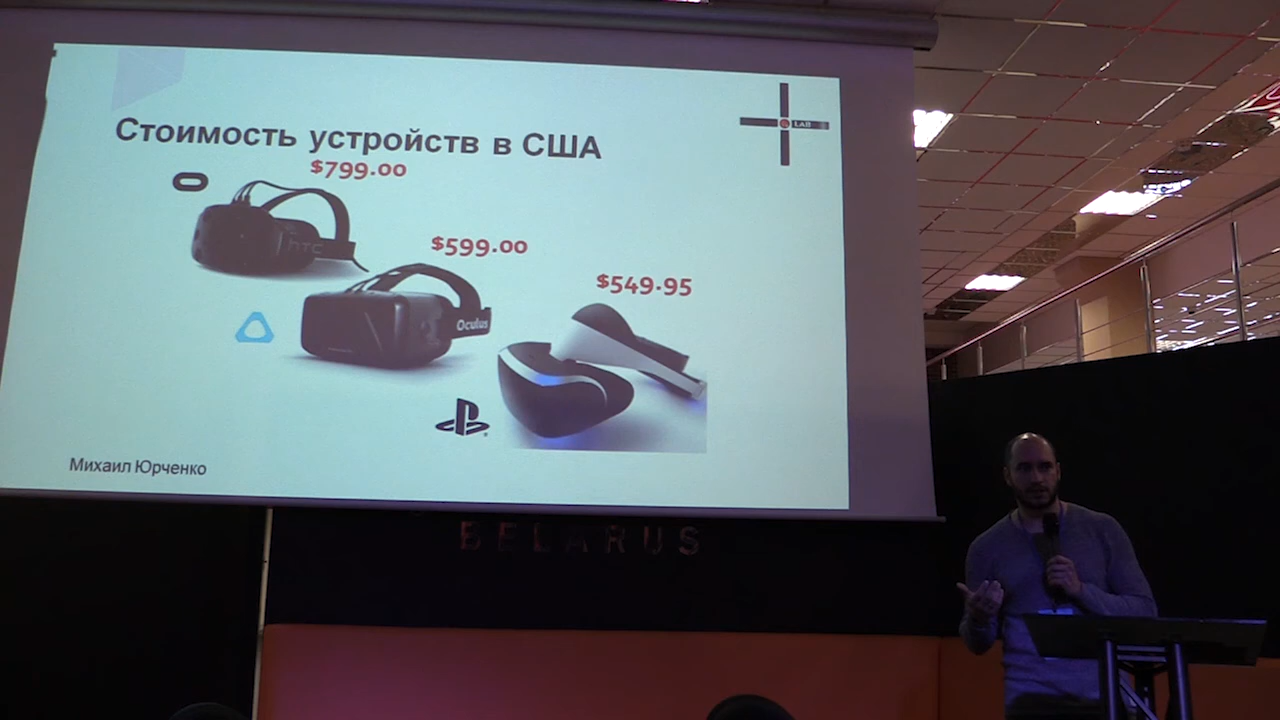 Стоимость устройств в США
LAB
$799.00
hTC
$599.00
Oculus
$549.95
Михаил Юрченко
BELARUS